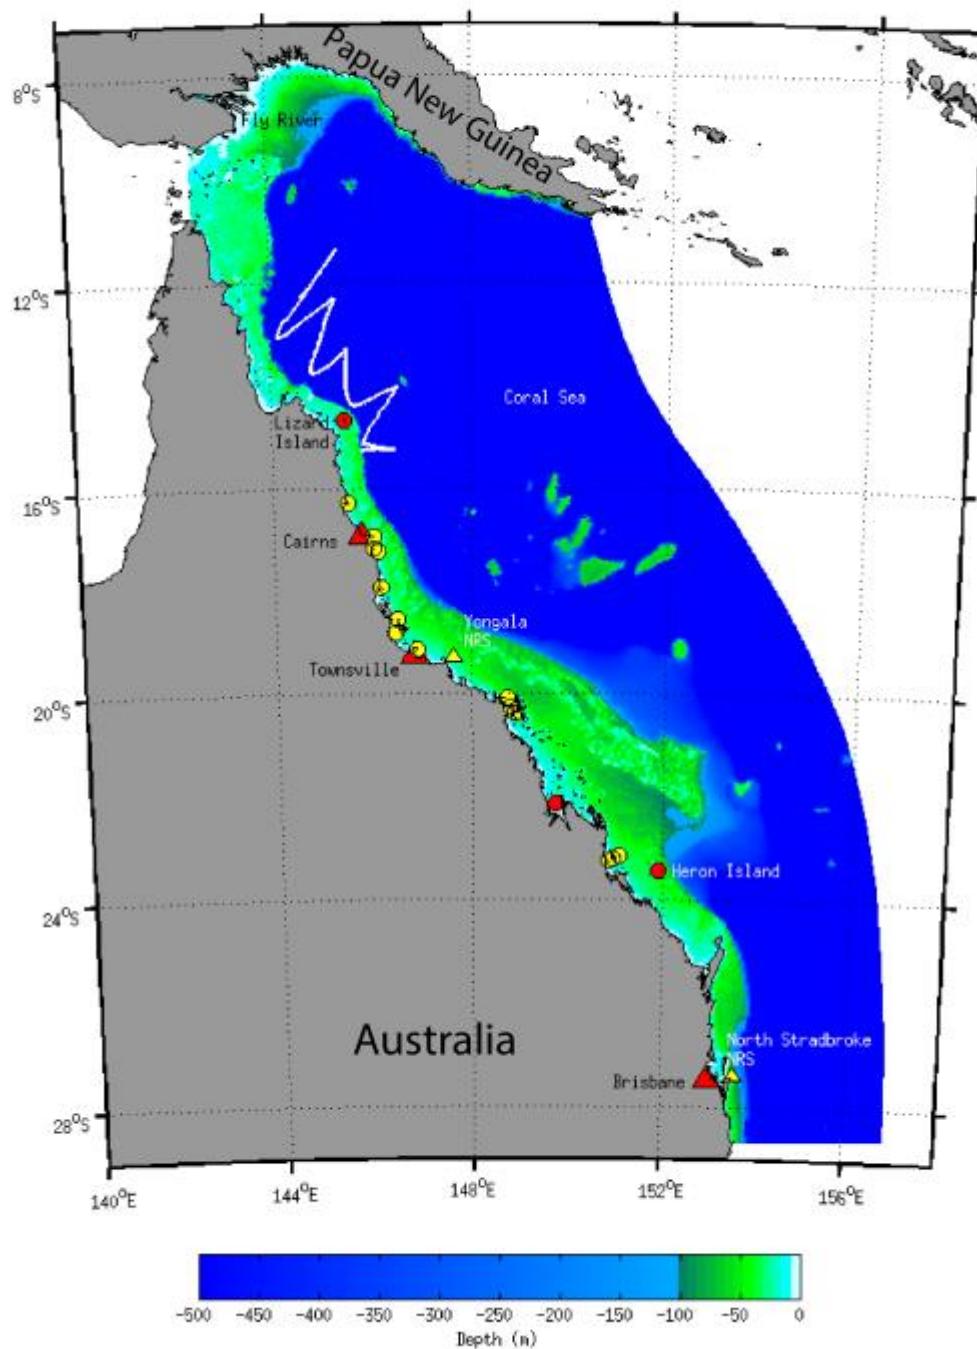 Papua New Guinea
8°S
Fly River
12°S
Coral Sea
Lizard
Island
16°S
Cairns
Yongala
NRS
Townsville
20°S
Heron Island
24°S
Australia
North Stradbroke
NRS
Brisbane
28°S
140°E
144°E
148°E
152°E
156°E
-500 -450 -400 -350 -300 -250 -200 -150 -100 -50 0
Depth (m)